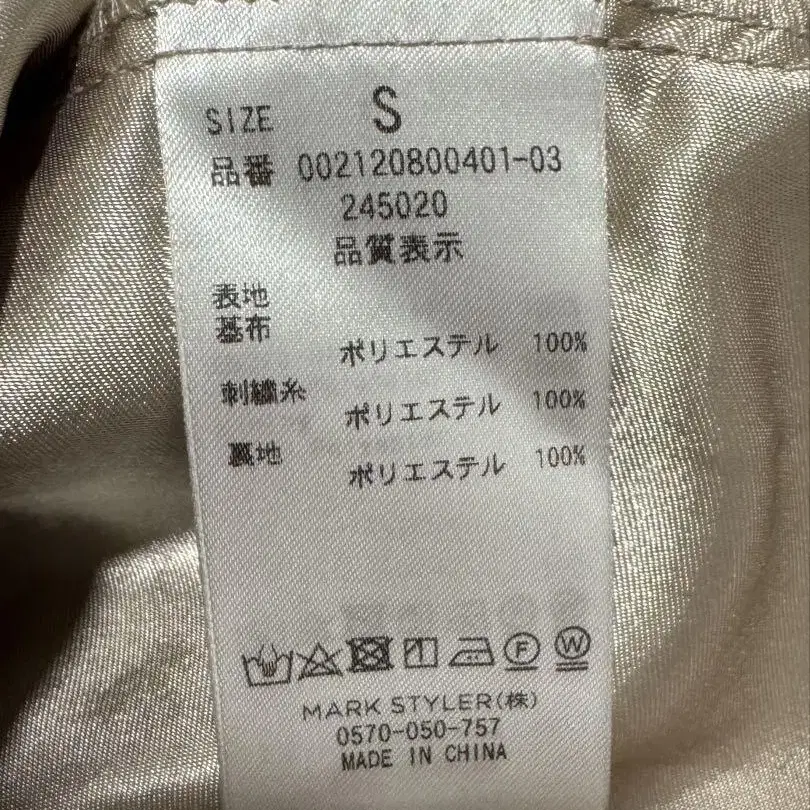 SIZE S
品番 002120800401-03
245020
品質表示
表地
基布
ポリエステル 100%
刺繍糸
ポリエステル 100%
裏地
ポリエステル 100%
F W
MARK STYLER(株)
0570-050-757
MADE IN CHINA